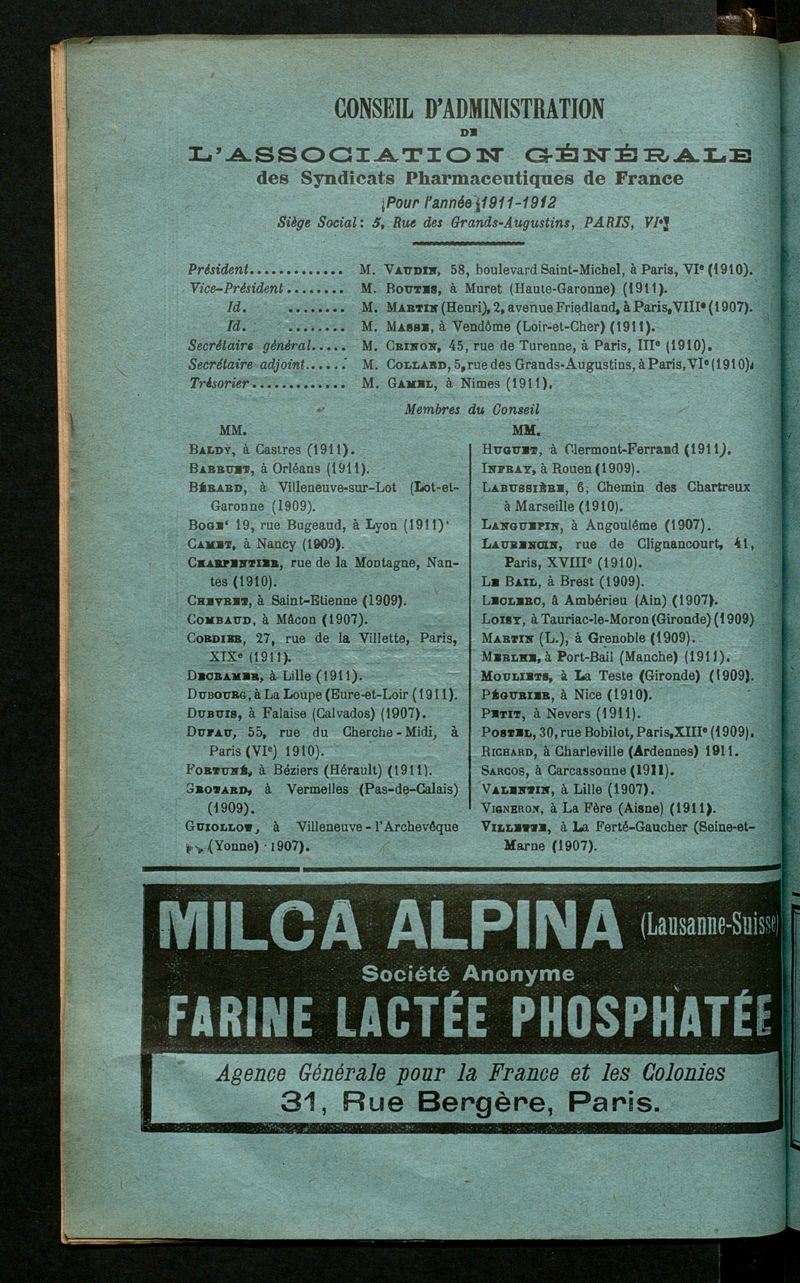 CONSEIL D'ADMINISTRATION
DE
L'ASSOCIATION GÉNÉRALE
des Syndicats Pharmaceutiques de France
Pour l'année 1911-1912
Siège Social: 5, Rue des Grands-Augustins, PARIS, VIe
Président............. M. VAUDIN, 58, boulevard Saint-Michel, à Paris, VIe (1910).
Vice-Président........ M. BOUTES, à Muret (Haute-Garonne) (1911).
Id. ........ M. MARTIN (Henri), 2, avenue Friedland, à Paris, VIIIe (1907).
Id. ........ M. MASSE, à Vendôme (Loir-et-Cher) (1911).
Secrétaire général..... M. CRINON, 45, rue de Turenne, à Paris, IIIe (1910).
Secrétaire adjoint...... M. COLLARD, 5, rue des Grands-Augustins, à Paris, VIe (1910),
Trésorier............. M. GAMEL, à Nimes (1911).
Membres du Conseil
MM.
BALDY, à Castres (1911).
BARRUET, à Orléans (1911).
BÉRARD, à Villeneuve-sur-Lot (Lot-et-
Garonne (1909).
BOGE' 19, rue Bugeaud, à Lyon (1911)'
CAMET, à Nancy (1909).
CHARPENTIER, rue de la Montagne, Nan-
tes (1910).
CHEVRET, à Saint-Etienne (1909).
COMBAUD, à Mâcon (1907).
CORDIER, 27, rue de la Villette, Paris,
XIXe (1911).
DECRAMER, à Lille (1911).
DUBOURG, à La Loupe (Eure-et-Loir (1911).
DUBUIS, à Falaise (Calvados) (1907).
DUFAU, 55, rue du Cherche-Midi, à
Paris (VIe) 1910).
FORTUNÉ, à Béziers (Hérault) (1911).
GROTARD, à Vermelles (Pas-de-Calais)
(1909).
GUIOLLOT, à Villeneuve-l'Archevêque
(Yonne) 1907).
MM.
HUGUET, à Clermont-Ferrand (1911).
INFRAY, à Rouen (1909).
LABUSSIÈRE, 6, Chemin des Chartreux
à Marseille (1910).
LANGUEPIN, à Angoulême (1907).
LAURENCIN, rue de Clignancourt, 41,
Paris, XVIIIe (1910).
LE BAIL, à Brest (1909).
LECLERC, à Ambérieu (Ain) (1907).
LOISY, à Tauriac-le-Moron (Gironde) (1909)
MARTIN (L.), à Grenoble (1909).
MERLHE, à Port-Bail (Manche) (1911).
MOULIETS, à La Teste (Gironde) (1909).
PÉGURIER, à Nice (1910).
PETIT, à Nevers (1911).
POSTEL, 30, rue Bobilot, Paris, XIIIe (1909).
RICHARD, à Charleville (Ardennes) 1911.
SARCOS, à Carcassonne (1911).
VALENTIN, à Lille (1907).
VIGNERON, à La Fère (Aisne) (1911).
VILLETTE, à La Ferté-Gaucher (Seine-et-
Marne (1907).
MILCA ALPINA (Lausanne-Suisse)
Société Anonyme
FARINE LACTÉE PHOSPHATÉE
Agence Générale pour la France et les Colonies
31, Rue Bergère, Paris.